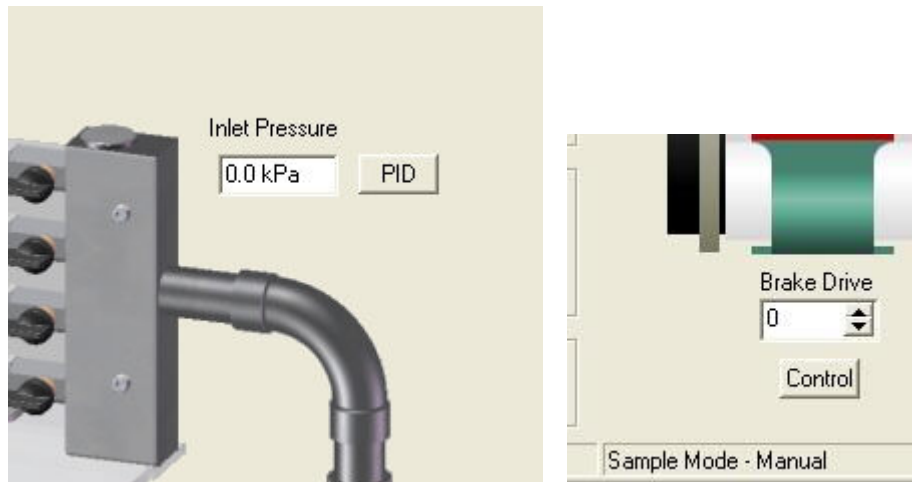 Inlet Pressure
0.0 kPa
PID
Brake Drive
0
Control
Sample Mode - Manual